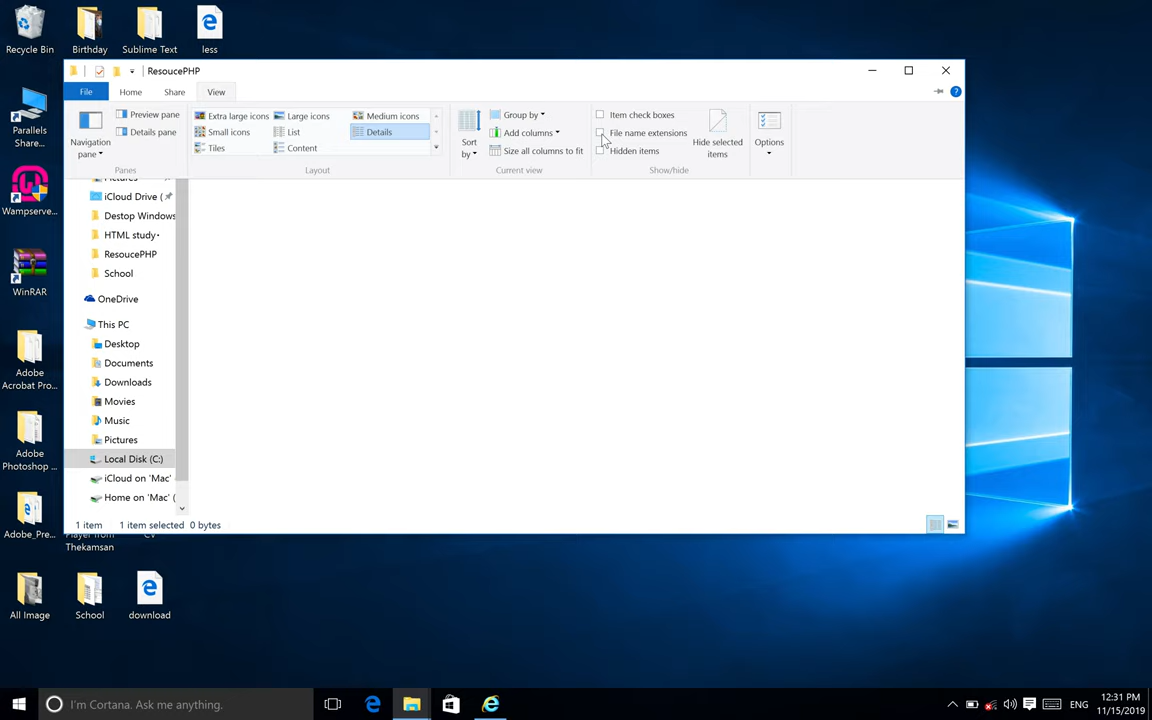 Recycle Bin
Birthday
Sublime Text
less
ResoucePHP
File
Home
Share
View
Navigation
pane
Preview pane
Details pane
Panes
Extra large icons
Large icons
Medium icons
Small icons
List
Details
Tiles
Content
Layout
Sort
by
Group by
Add columns
Size all columns to fit
Current view
Item check boxes
File name extensions
Hidden items
Hide selected
items
Show/hide
Options
Parallels
Share...
Wampserve...
WinRAR
Adobe
Acrobat Pro...
Adobe
Photoshop ...
Adobe_Pre...
Pictures
iCloud Drive (
Destop Windows
HTML study
ResoucePHP
School
OneDrive
This PC
Desktop
Documents
Downloads
Movies
Music
Pictures
Local Disk (C:)
iCloud on 'Mac'
Home on 'Mac' (
1 item
1 item selected
0 bytes
Player from
Thekamsan
CV
All Image
School
download
I'm Cortana. Ask me anything.
ENG
12:31 PM
11/15/2019